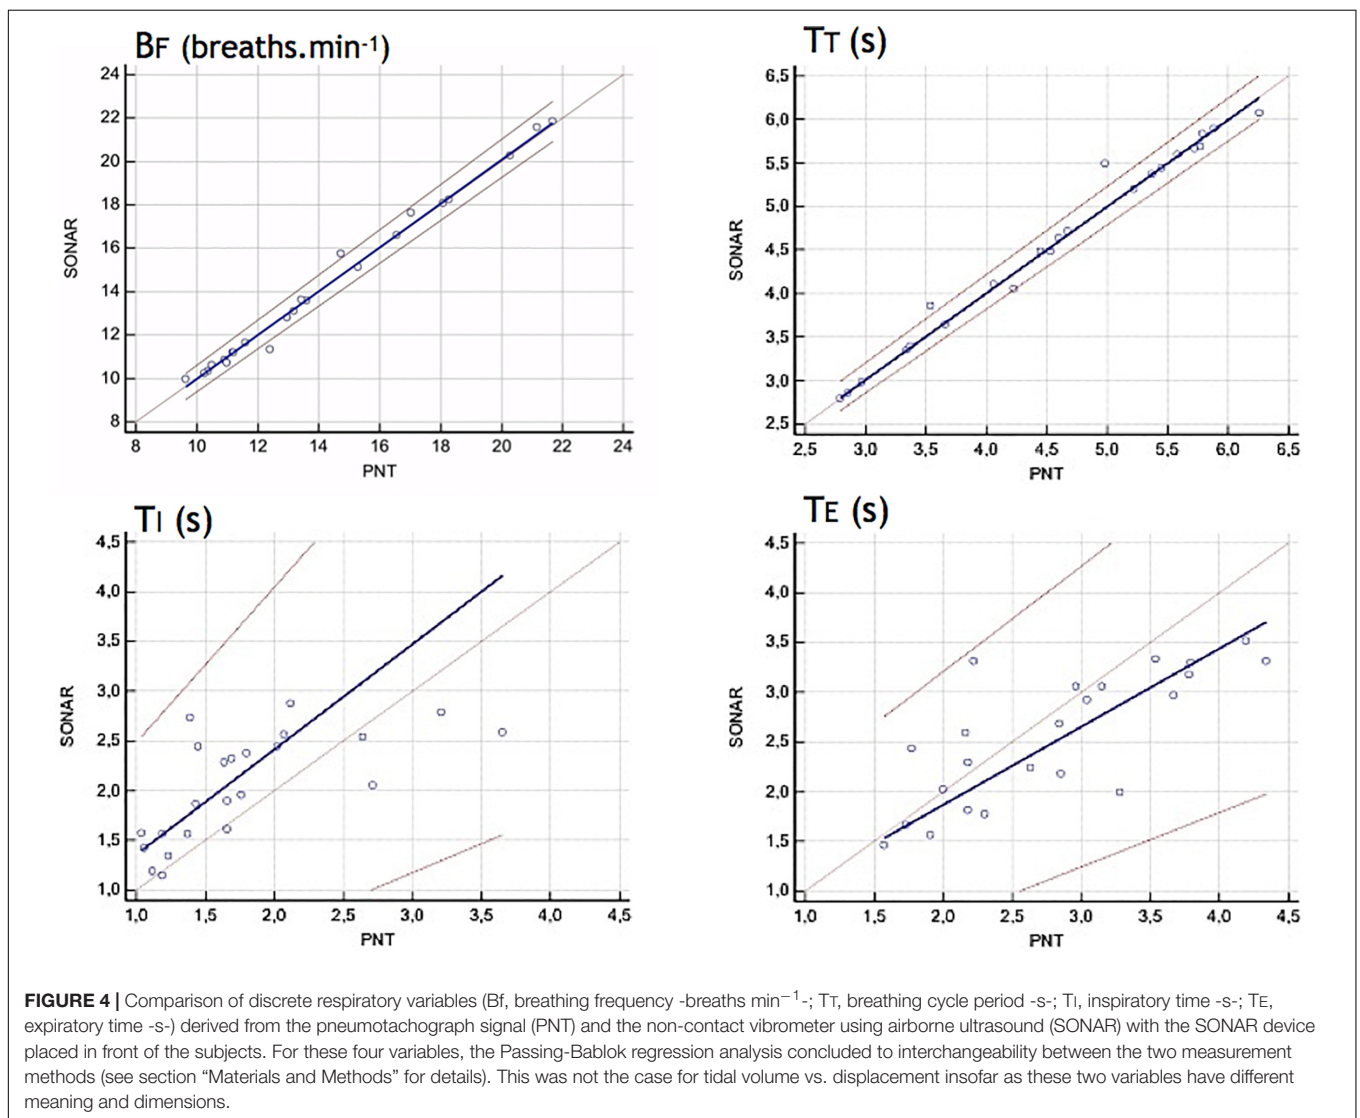 BF (breaths.min-1)
24
22
20
18
16
14
12
10
8
SONAR
8 10 12 14 16 18 20 22 24
PNT
TT (s)
6,5
6,0
5,5
5,0
4,5
4,0
3,5
3,0
2,5
SONAR
2,5 3,0 3,5 4,0 4,5 5,0 5,5 6,0 6,5
PNT
TI (s)
4,5
4,0
3,5
3,0
2,5
2,0
1,5
1,0
SONAR
1,0 1,5 2,0 2,5 3,0 3,5 4,0 4,5
PNT
TE (s)
4,5
4,0
3,5
3,0
2,5
2,0
1,5
1,0
SONAR
1,0 1,5 2,0 2,5 3,0 3,5 4,0 4,5
PNT
FIGURE 4 | Comparison of discrete respiratory variables (Bf, breathing frequency -breaths min−1-; TT, breathing cycle period -s-; TI, inspiratory time -s-; TE,
expiratory time -s-) derived from the pneumotachograph signal (PNT) and the non-contact vibrometer using airborne ultrasound (SONAR) with the SONAR device
placed in front of the subjects. For these four variables, the Passing-Bablok regression analysis concluded to interchangeability between the two measurement
methods (see section “Materials and Methods” for details). This was not the case for tidal volume vs. displacement insofar as these two variables have different
meaning and dimensions.